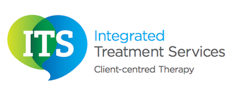 ITS
Integrated
Treatment Services
Client-centred Therapy